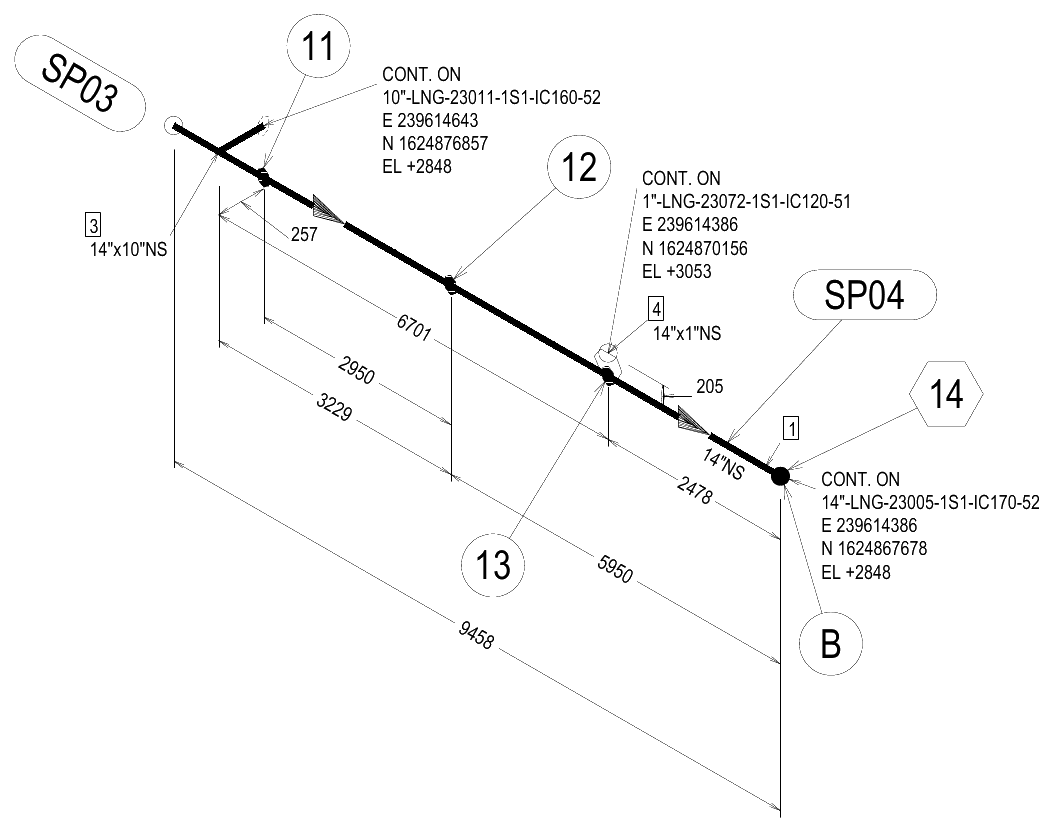 11
SP03
CONT. ON
10"-LNG-23011-1S1-IC160-52
E 239614643
N 1624876857
EL +2848
12
CONT. ON
1"-LNG-23072-1S1-IC120-51
E 239614386
N 1624870156
EL +3053
3
14"x10"NS
257
SP04
4
14"x1"NS
6701
2950
205
3229
14
1
14"NS
2478
CONT. ON
14"-LNG-23005-1S1-IC170-52
E 239614386
N 1624867678
EL +2848
13
5950
9458
B